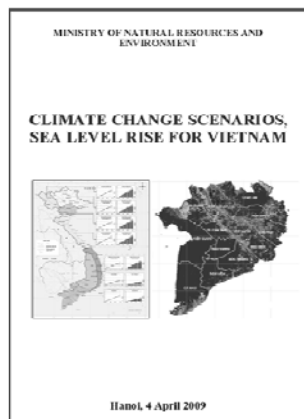 MINISTRY OF NATURAL RESOURCES AND
ENVIRONMENT
CLIMATE CHANGE SCENARIOS,
SEA LEVEL RISE FOR VIETNAM
Hanoi, 4 April 2009